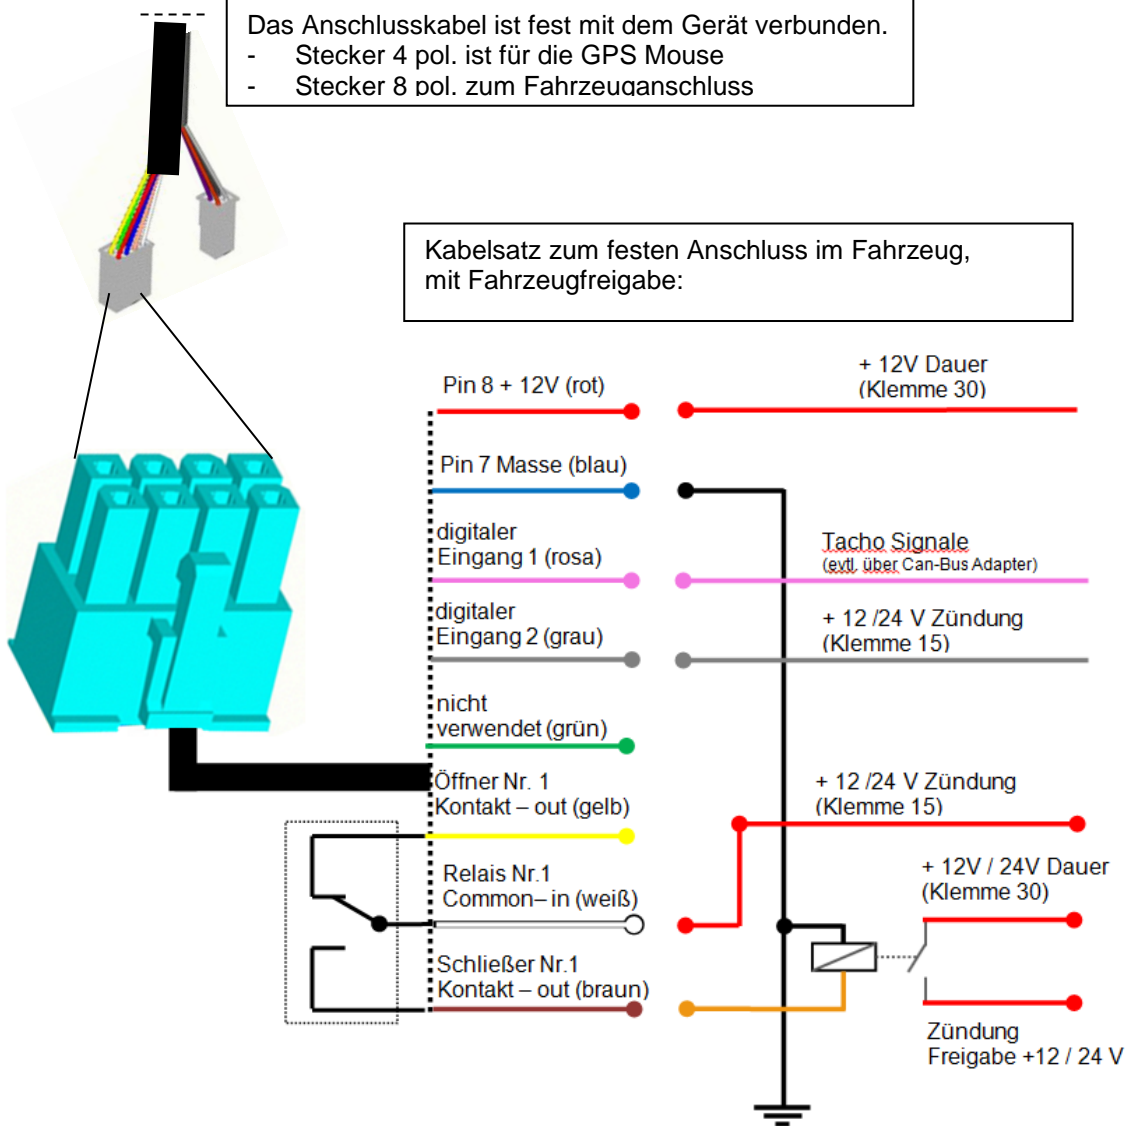 Das Anschlusskabel ist fest mit dem Gerät verbunden.
- Stecker 4 pol. ist für die GPS Mouse
- Stecker 8 pol. zum Fahrzeuganschluss
Kabelsatz zum festen Anschluss im Fahrzeug,
mit Fahrzeugfreigabe:
Pin 8 + 12V (rot)
+ 12V Dauer
(Klemme 30)
Pin 7 Masse (blau)
digitaler
Eingang 1 (rosa)
Tacho Signale
(evtl. über Can-Bus Adapter)
digitaler
Eingang 2 (grau)
+ 12 /24 V Zündung
(Klemme 15)
nicht
verwendet (grün)
Öffner Nr. 1
Kontakt – out (gelb)
+ 12 /24 V Zündung
(Klemme 15)
Relais Nr.1
Common– in (weiß)
+ 12V / 24V Dauer
(Klemme 30)
Schließer Nr.1
Kontakt – out (braun)
Zündung
Freigabe +12 / 24 V